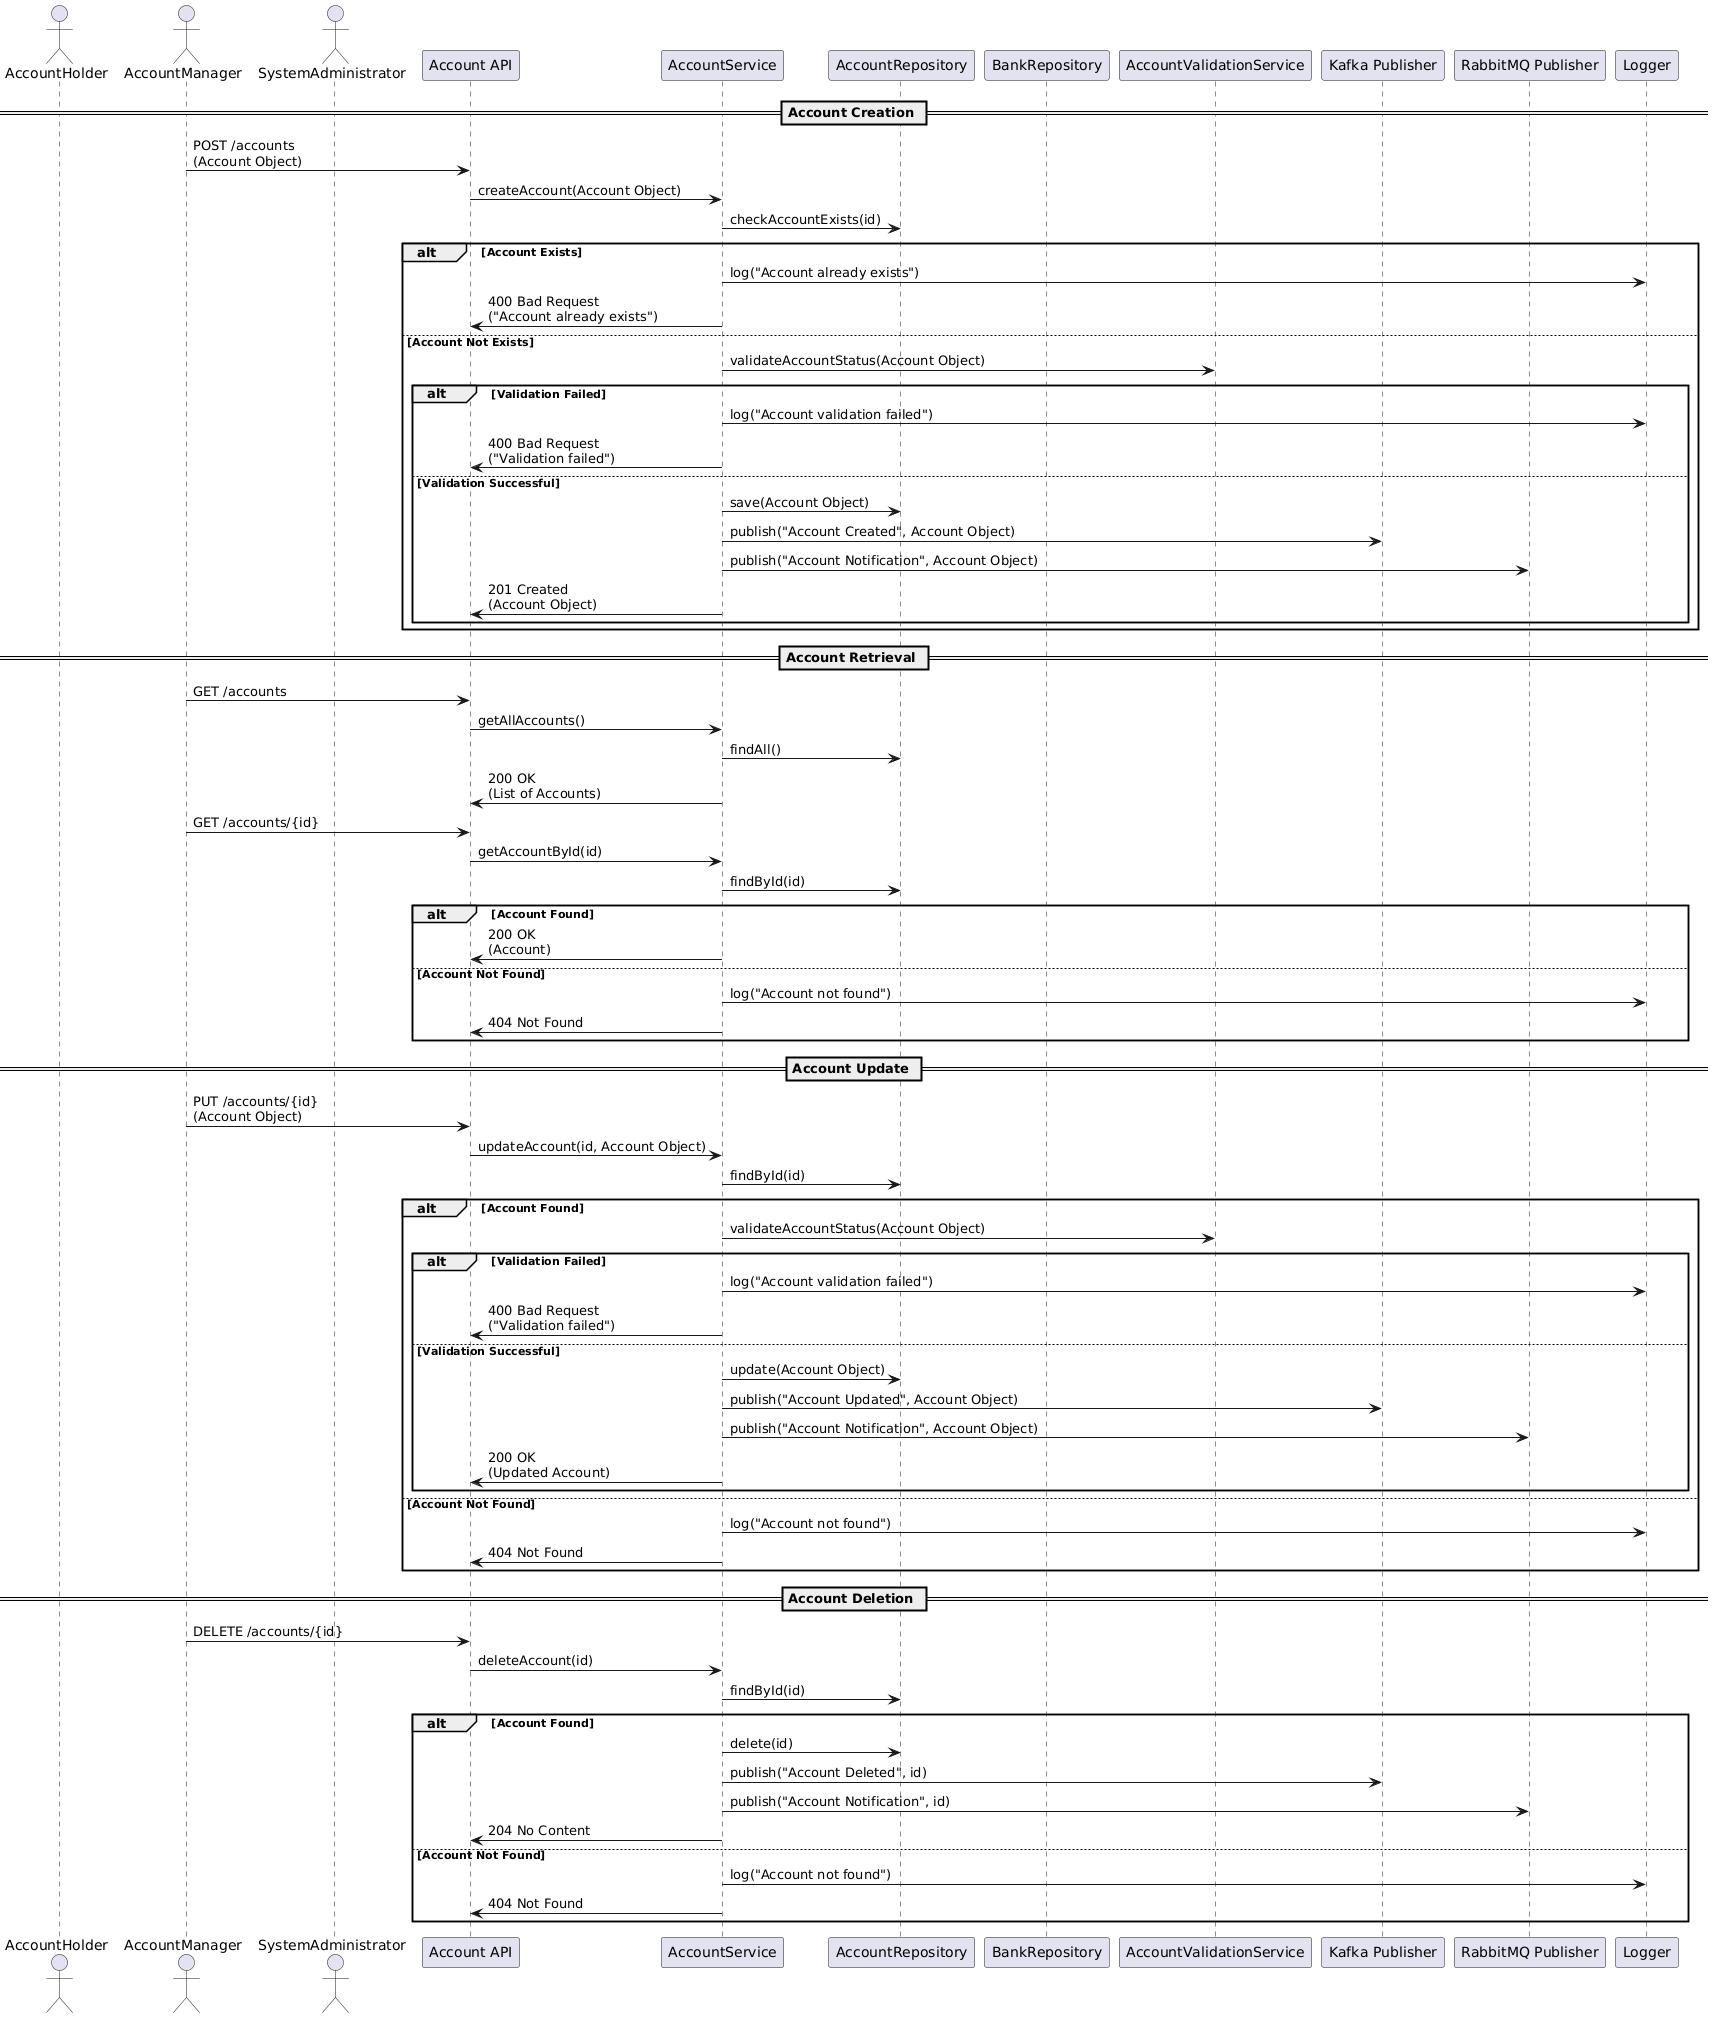 AccountHolder
AccountManager
SystemAdministrator
Account API
AccountService
AccountRepository
BankRepository
AccountValidationService
Kafka Publisher
RabbitMQ Publisher
Logger
Account Creation
POST /accounts
(Account Object)
createAccount(Account Object)
checkAccountExists(id)
alt
[Account Exists]
log("Account already exists")
400 Bad Request
("Account already exists")
[Account Not Exists]
validateAccountStatus(Account Object)
alt
[Validation Failed]
log("Account validation failed")
400 Bad Request
("Validation failed")
[Validation Successful]
save(Account Object)
publish("Account Created", Account Object)
publish("Account Notification", Account Object)
201 Created
(Account Object)
Account Retrieval
GET /accounts
getAllAccounts()
findAll()
200 OK
(List of Accounts)
GET /accounts/{id}
getAccountById(id)
findById(id)
alt
[Account Found]
200 OK
(Account)
[Account Not Found]
log("Account not found")
404 Not Found
Account Update
PUT /accounts/{id}
(Account Object)
updateAccount(id, Account Object)
findById(id)
alt
[Account Found]
validateAccountStatus(Account Object)
alt
[Validation Failed]
log("Account validation failed")
400 Bad Request
("Validation failed")
[Validation Successful]
update(Account Object)
publish("Account Updated", Account Object)
publish("Account Notification", Account Object)
200 OK
(Updated Account)
[Account Not Found]
log("Account not found")
404 Not Found
Account Deletion
DELETE /accounts/{id}
deleteAccount(id)
findById(id)
alt
[Account Found]
delete(id)
publish("Account Deleted", id)
publish("Account Notification", id)
204 No Content
[Account Not Found]
log("Account not found")
404 Not Found
AccountHolder
AccountManager
SystemAdministrator
Account API
AccountService
AccountRepository
BankRepository
AccountValidationService
Kafka Publisher
RabbitMQ Publisher
Logger